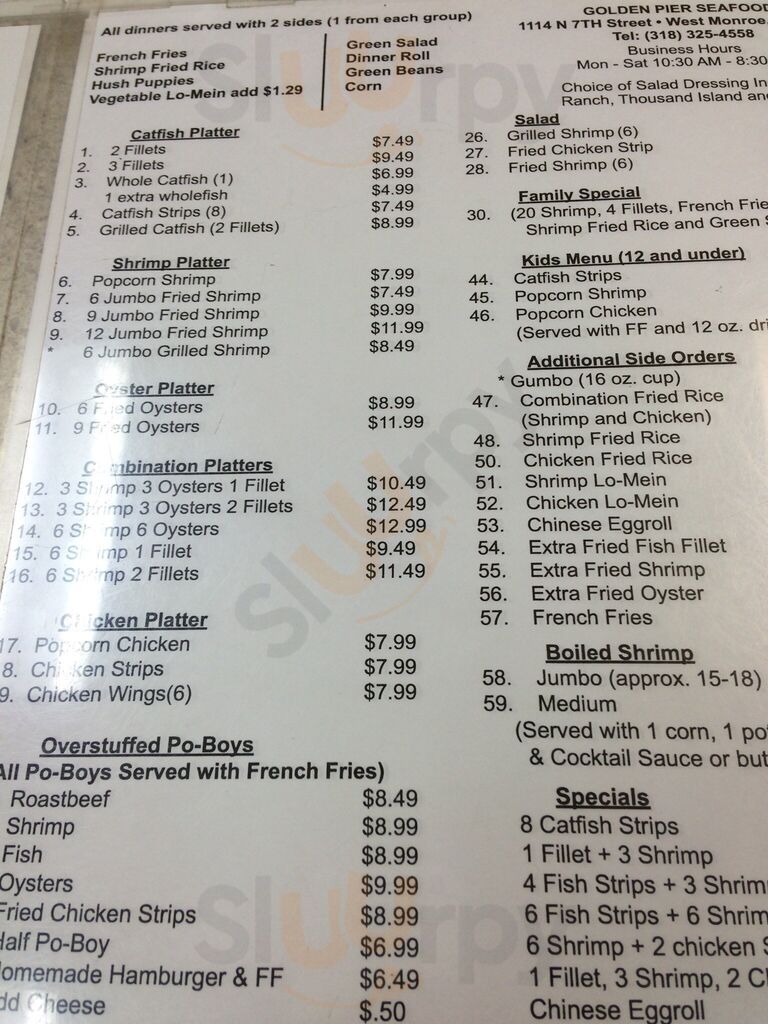 All dinners served with 2 sides (1 from each group)
French Fries
Shrimp Fried Rice
Hush Puppies
Vegetable Lo-Mein add $1.29
Green Salad
Dinner Roll
Green Beans
Corn
Catfish Platter
1. 2 Fillets $7.49
2. 3 Fillets $9.49
3. Whole Catfish (1) $6.99
1 extra wholefish $4.99
4. Catfish Strips (8) $7.49
5. Grilled Catfish (2 Fillets) $8.99
Shrimp Platter
6. Popcorn Shrimp $7.99
7. 6 Jumbo Fried Shrimp $7.49
8. 9 Jumbo Fried Shrimp $9.99
9. 12 Jumbo Fried Shrimp $11.99
* 6 Jumbo Grilled Shrimp $8.49
Oyster Platter
10. 6 Fried Oysters $8.99
11. 9 Fried Oysters $11.99
Combination Platters
12. 3 Shrimp 3 Oysters 1 Fillet $10.49
13. 3 Shrimp 3 Oysters 2 Fillets $12.49
14. 6 Shrimp 6 Oysters $12.99
15. 6 Shrimp 1 Fillet $9.49
16. 6 Shrimp 2 Fillets $11.49
Chicken Platter
17. Popcorn Chicken $7.99
8. Chicken Strips $7.99
9. Chicken Wings(6) $7.99
Overstuffed Po-Boys
All Po-Boys Served with French Fries)
Roastbeef $8.49
Shrimp $8.99
Fish $8.99
Oysters $9.99
Fried Chicken Strips $8.99
Half Po-Boy $6.99
omemade Hamburger & FF $6.49
dd Cheese $.50
GOLDEN PIER SEAFOOD
1114 N 7TH Street • West Monroe,
Tel: (318) 325-4558
Business Hours
Mon - Sat 10:30 AM - 8:30
Choice of Salad Dressing In
Ranch, Thousand Island and
Salad
26. Grilled Shrimp (6)
27. Fried Chicken Strip
28. Fried Shrimp (6)
Family Special
30. (20 Shrimp, 4 Fillets, French Frie
Shrimp Fried Rice and Green S
Kids Menu (12 and under)
44. Catfish Strips
45. Popcorn Shrimp
46. Popcorn Chicken
(Served with FF and 12 oz. dri
Additional Side Orders
* Gumbo (16 oz. cup)
47. Combination Fried Rice
(Shrimp and Chicken)
48. Shrimp Fried Rice
50. Chicken Fried Rice
51. Shrimp Lo-Mein
52. Chicken Lo-Mein
53. Chinese Eggroll
54. Extra Fried Fish Fillet
55. Extra Fried Shrimp
56. Extra Fried Oyster
57. French Fries
Boiled Shrimp
58. Jumbo (approx. 15-18)
59. Medium
(Served with 1 corn, 1 po
& Cocktail Sauce or but
Specials
8 Catfish Strips
1 Fillet + 3 Shrimp
4 Fish Strips + 3 Shrim
6 Fish Strips + 6 Shrim
6 Shrimp + 2 chicken S
1 Fillet, 3 Shrimp, 2 C
Chinese Eggroll
Sluurpy
Sluurpy
Sluurpy